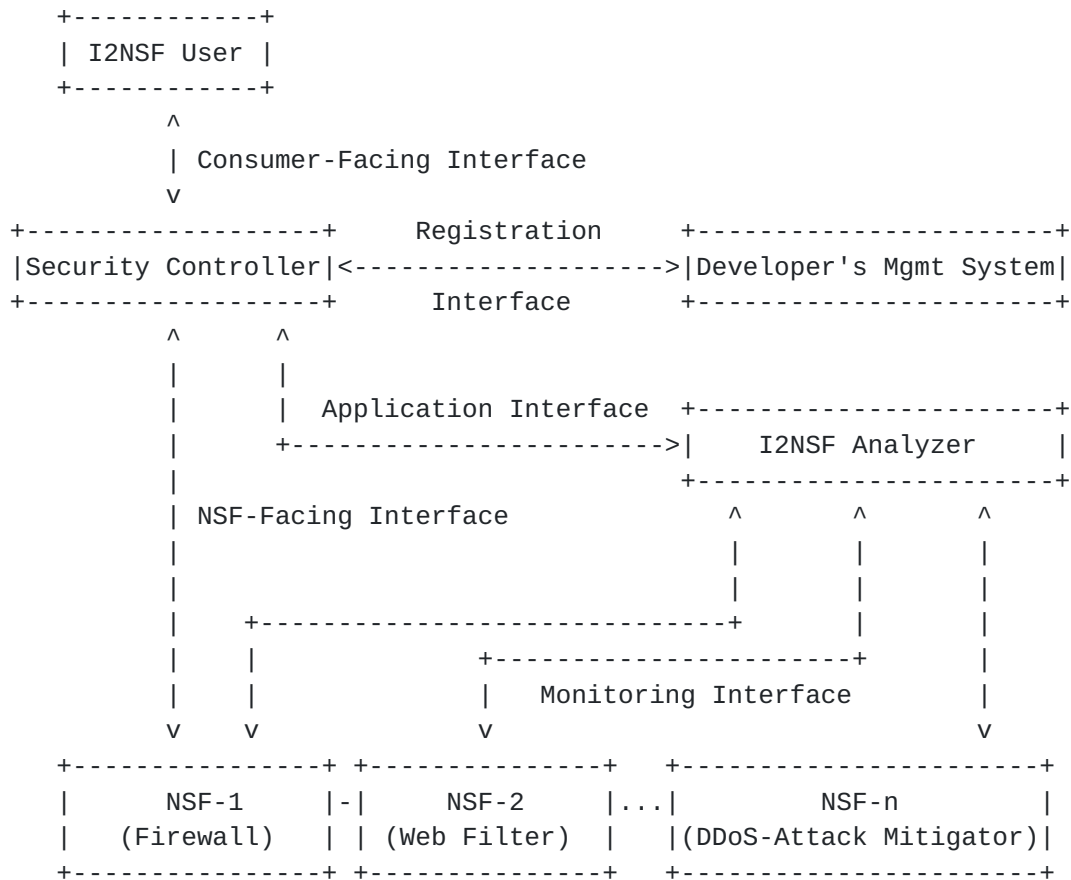 I2NSF User
Consumer-Facing Interface
Registration
Security Controller Developer's Mgmt System
Interface
Application Interface
I2NSF Analyzer
NSF-Facing Interface
Monitoring Interface
NSF-1 NSF-2 ... NSF-n
(Firewall) (Web Filter) (DDoS-Attack Mitigator)